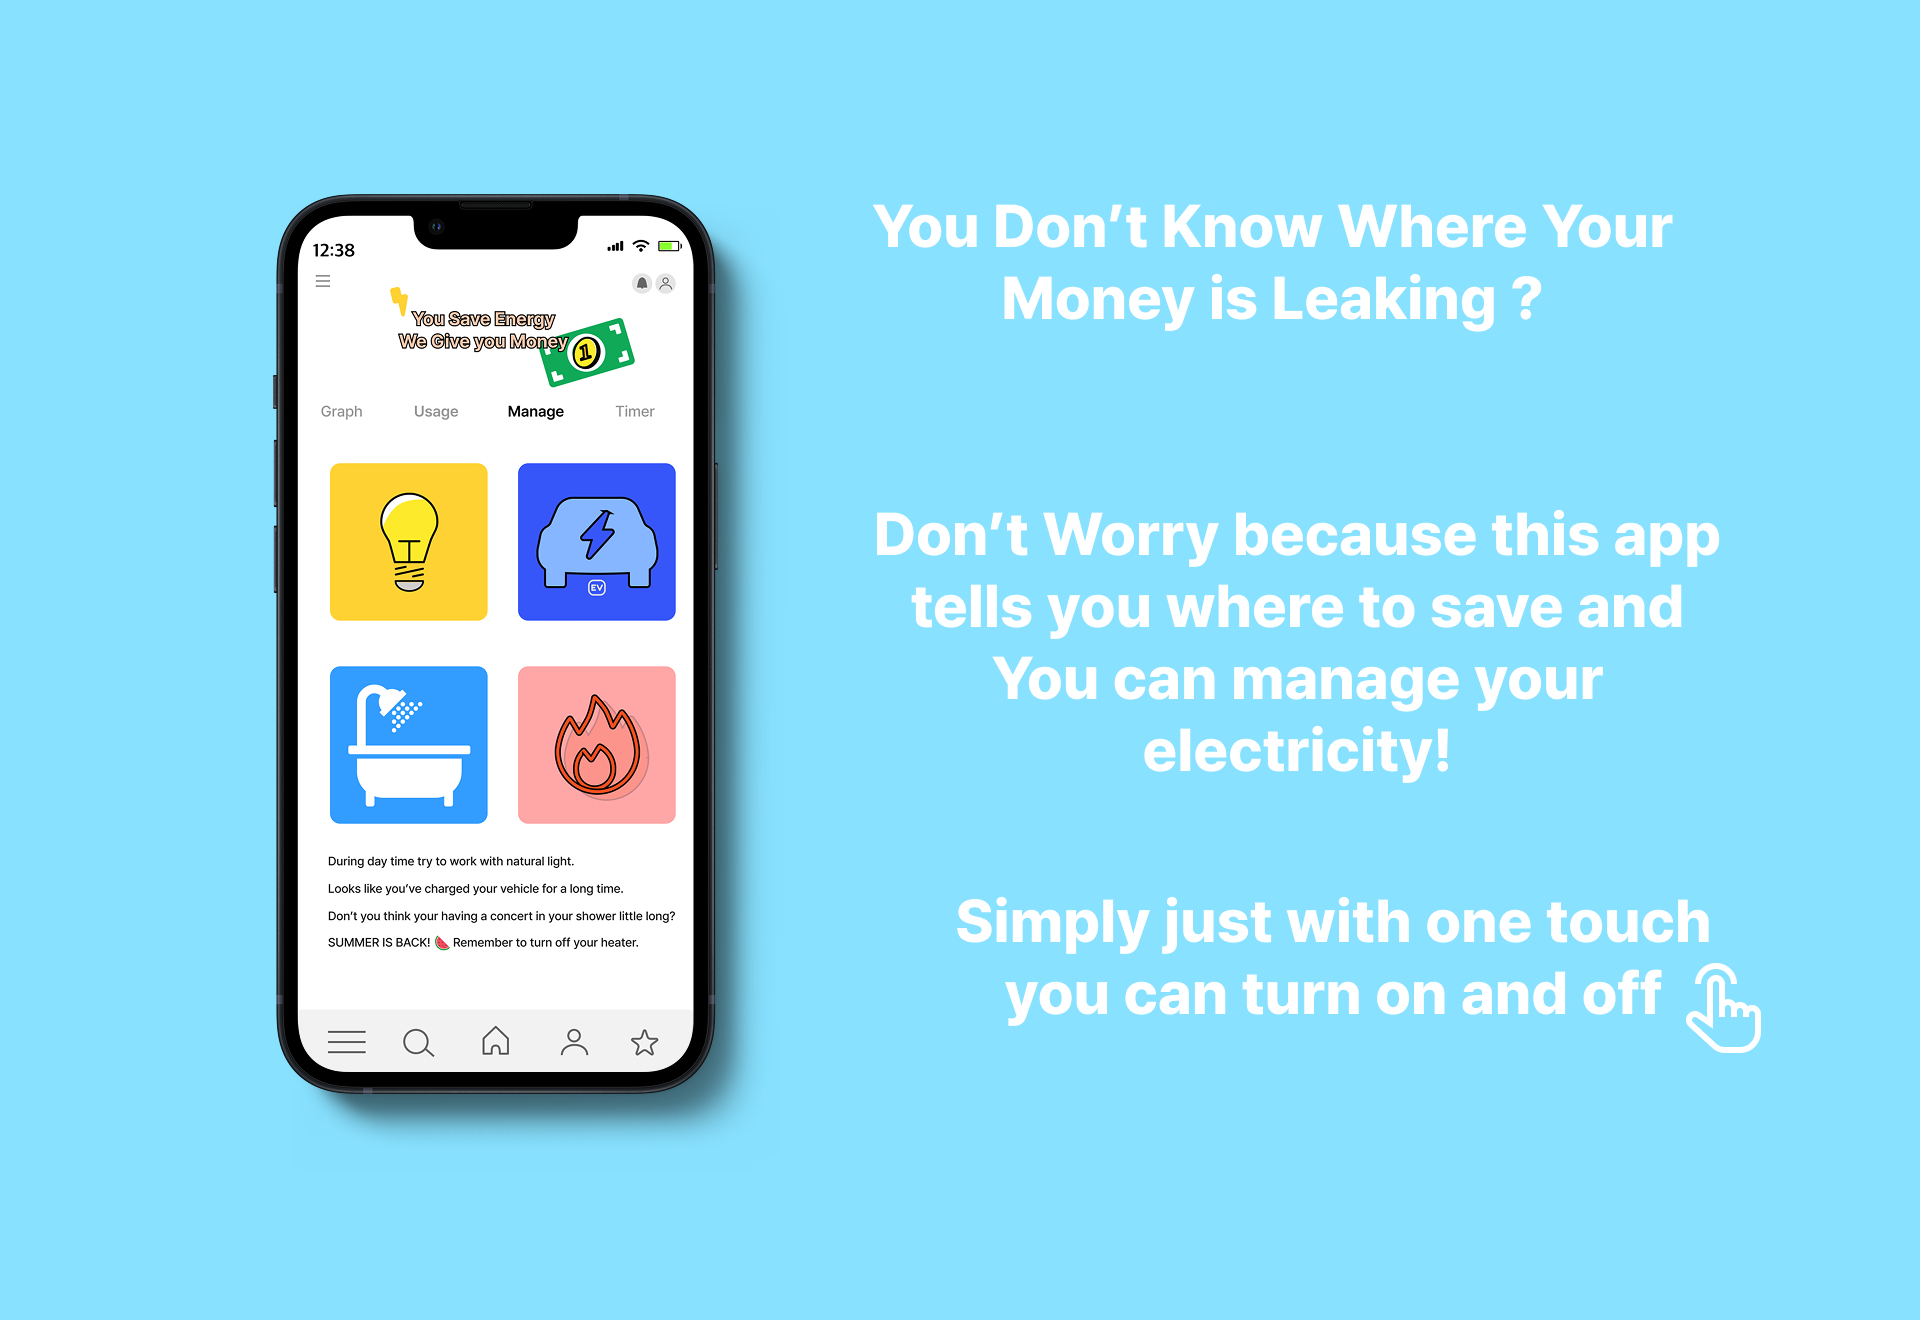 12:38
You Save Energy
We Give you Money
1
Graph Usage Manage Timer
EV
During day time try to work with natural light.
Looks like you've charged your vehicle for a long time.
Don't you think your having a concert in your shower little long?
SUMMER IS BACK! 🍉 Remember to turn off your heater.
You Don't Know Where Your
Money is Leaking ?
Don't Worry because this app
tells you where to save and
You can manage your
electricity!
Simply just with one touch
you can turn on and off